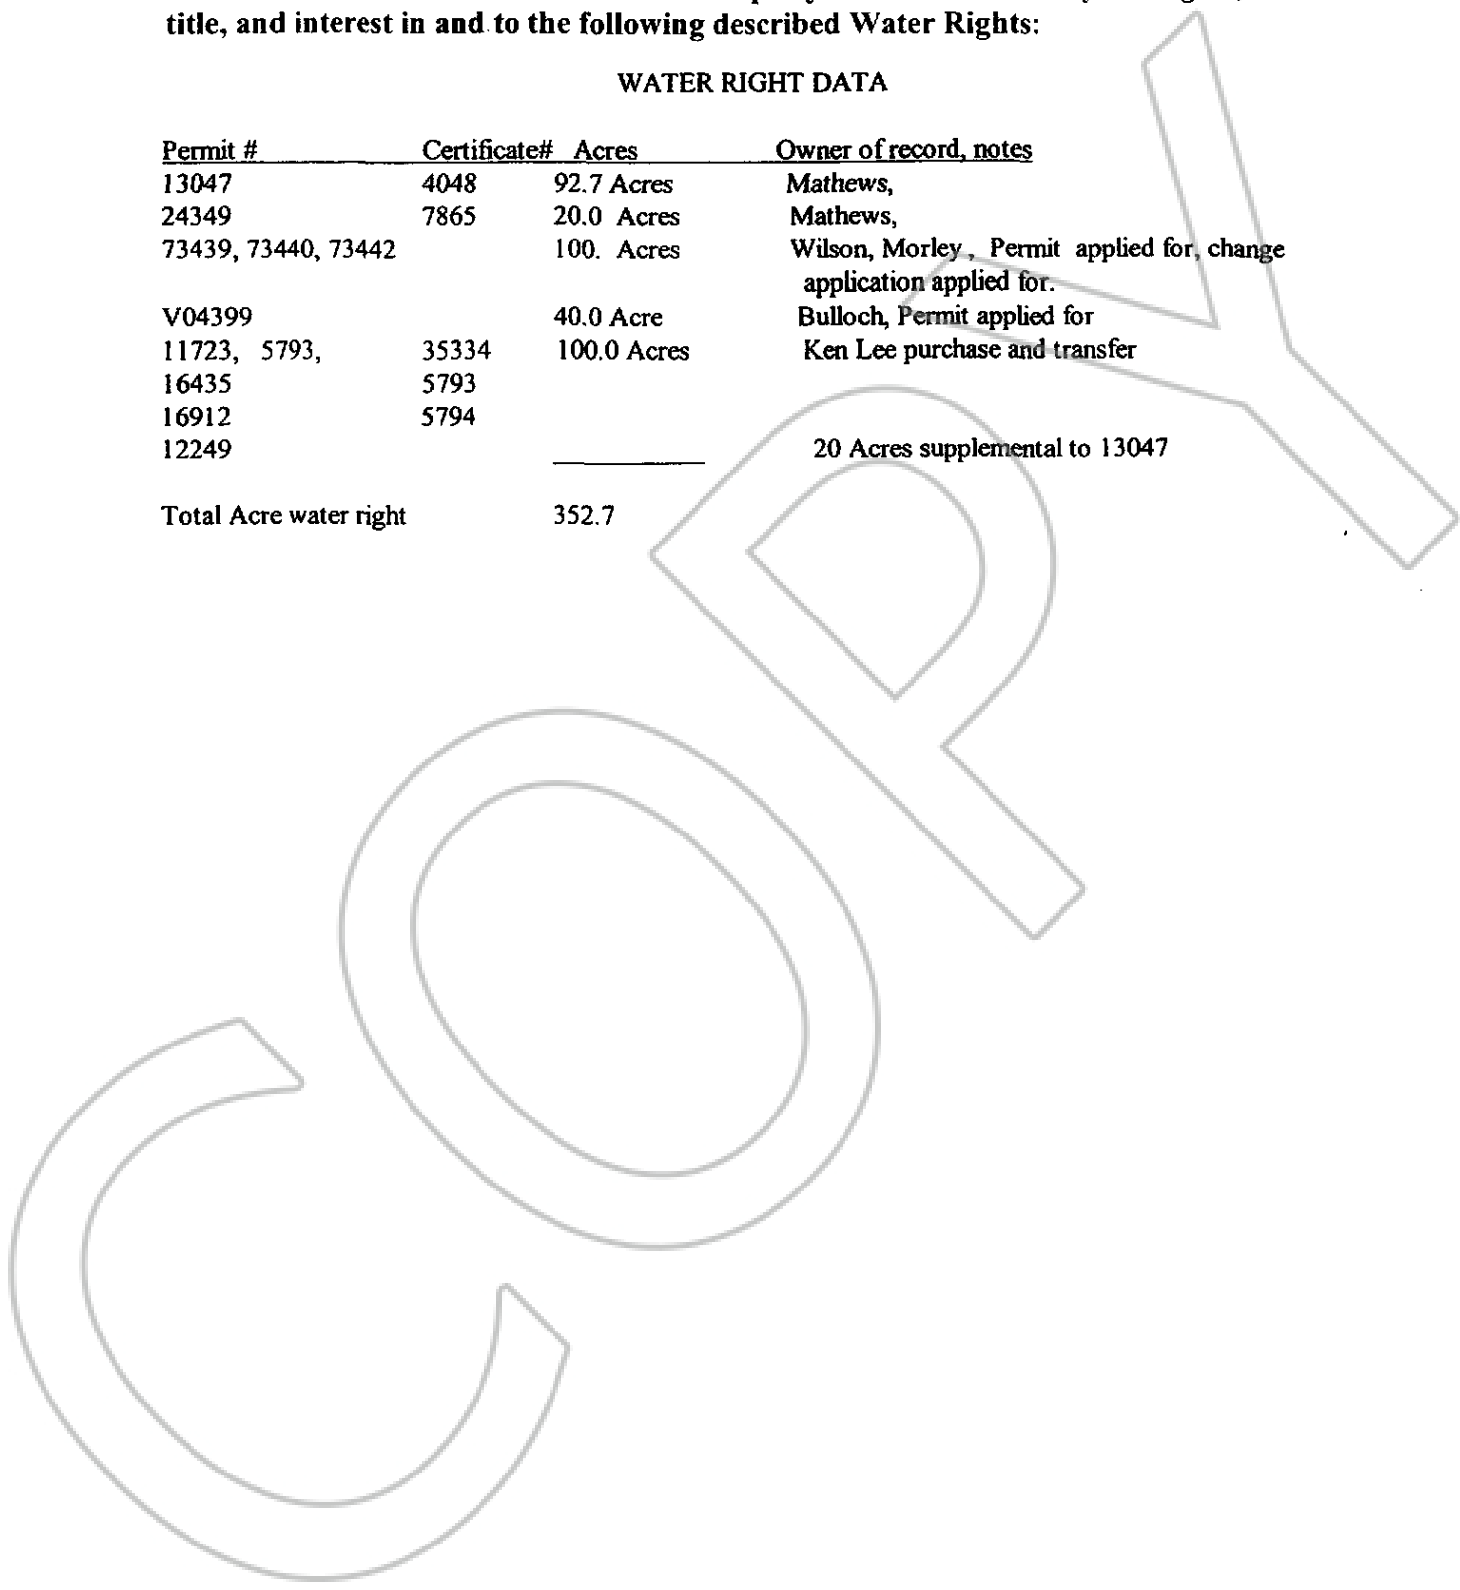 title, and interest in and to the following described Water Rights:
WATER RIGHT DATA
Permit # Certificate# Acres Owner of record, notes
13047 4048 92.7 Acres Mathews,
24349 7865 20.0 Acres Mathews,
73439, 73440, 73442 100. Acres Wilson, Morley, Permit applied for, change
application applied for.
V04399 40.0 Acre Bulloch, Permit applied for
11723, 5793, 35334 100.0 Acres Ken Lee purchase and transfer
16435 5793
16912 5794
12249 20 Acres supplemental to 13047
Total Acre water right 352.7
COPY